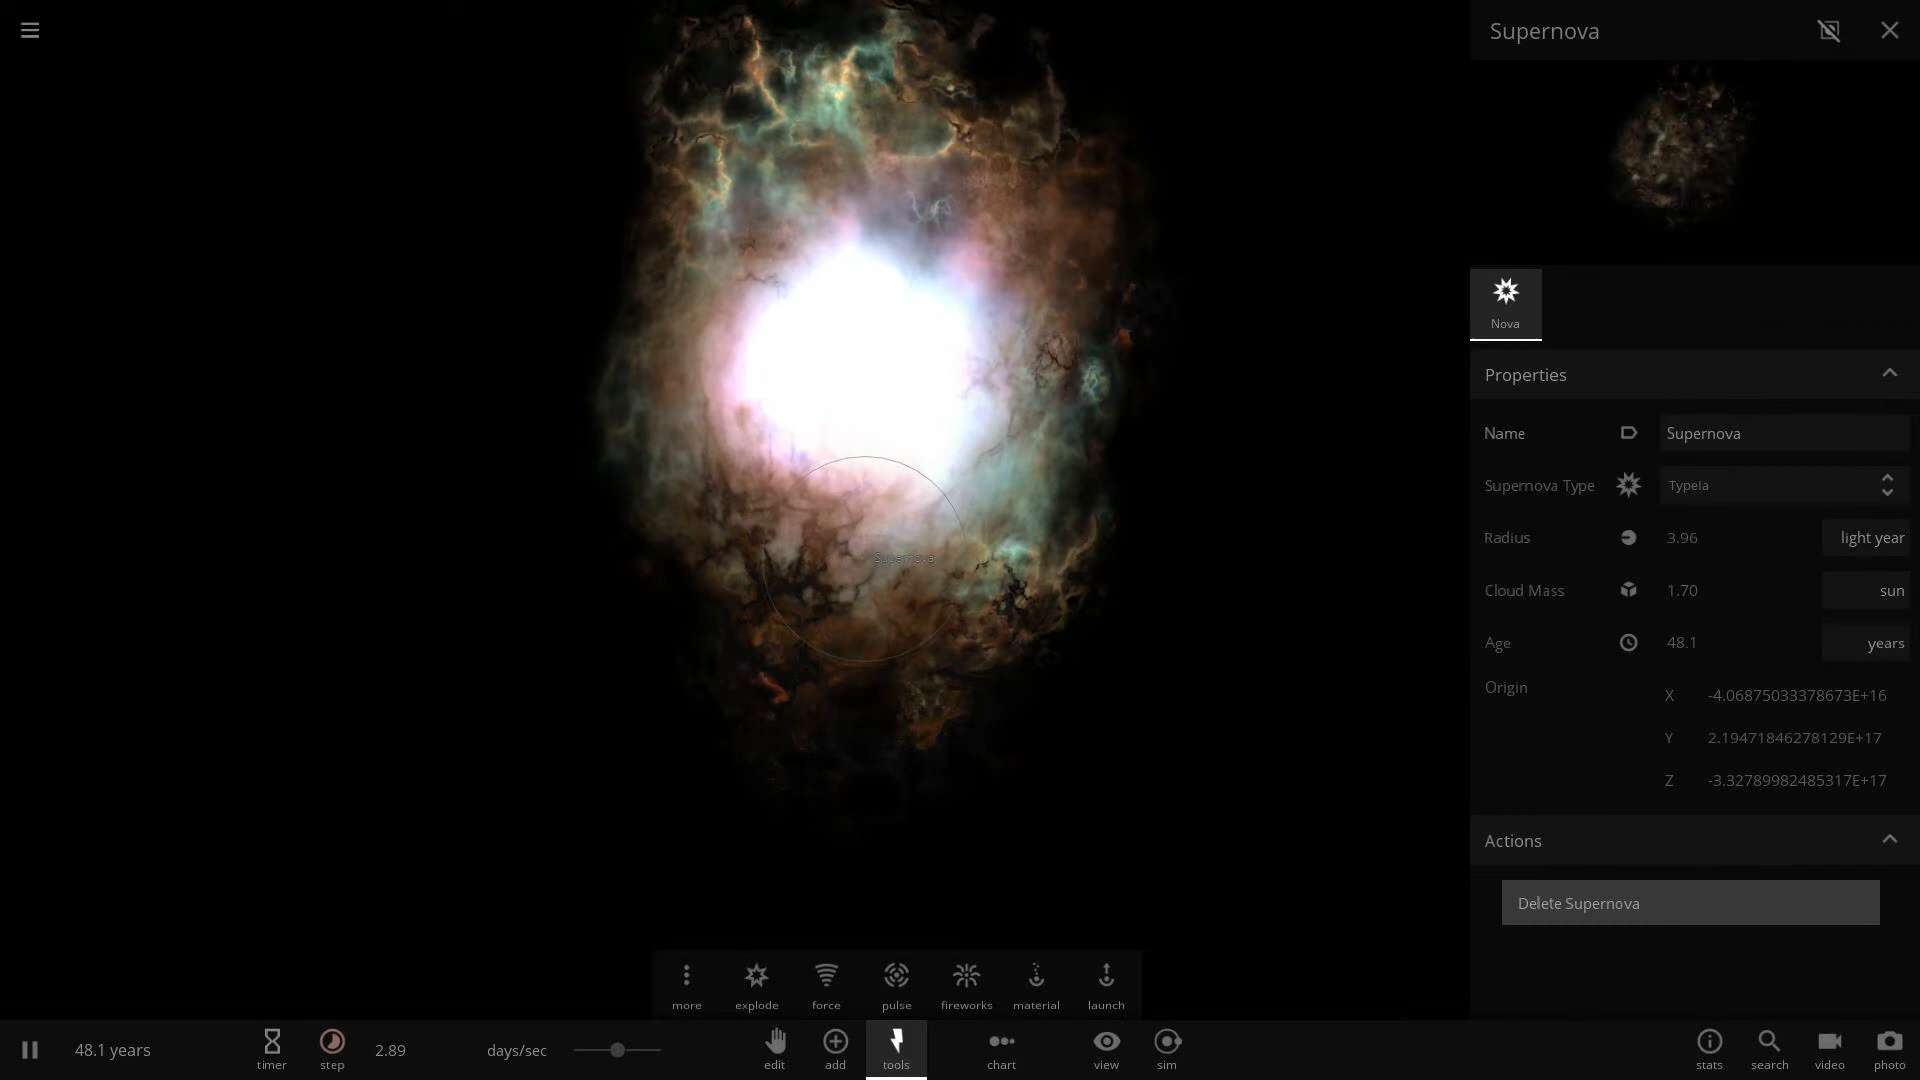 Supernova
Nova
Properties
Name Supernova
Supernova Type TypeIa
Radius 3.96 light year
Cloud Mass 1.70 sun
Age 48.1 years
Origin
X -4.06875033378673E+16
Y 2.19471846278129E+17
Z -3.32789982485317E+17
Actions
Delete Supernova
Supernova
more explode force pulse fireworks material launch
48.1 years timer step 2.89 days/sec edit add tools chart view sim stats search video photo